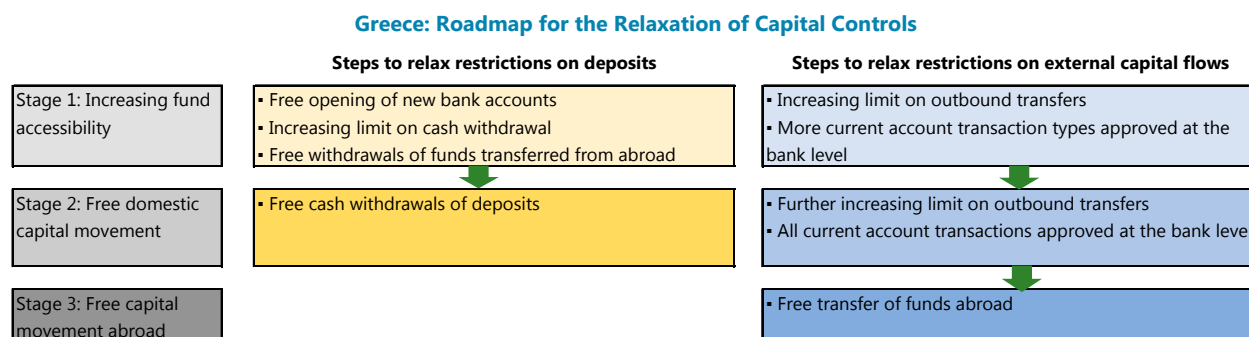 Greece: Roadmap for the Relaxation of Capital Controls
Steps to relax restrictions on deposits
Steps to relax restrictions on external capital flows
Stage 1: Increasing fund
accessibility
▪ Free opening of new bank accounts
▪ Increasing limit on cash withdrawal
▪ Free withdrawals of funds transferred from abroad
▪ Increasing limit on outbound transfers
▪ More current account transaction types approved at the
bank level
Stage 2: Free domestic
capital movement
▪ Free cash withdrawals of deposits
▪ Further increasing limit on outbound transfers
▪ All current account transactions approved at the bank leve
Stage 3: Free capital
movement abroad
▪ Free transfer of funds abroad